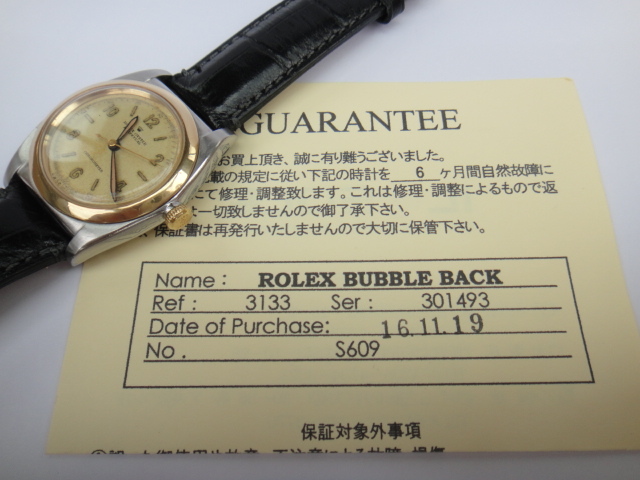 GUARANTEE
お買上頂き、誠に有り難うございました。
載の規定に従い下記の時計を 6 ヶ月間自然故障に
にて修理・調整致します。これは修理・調整によるもので返
は一切致しませんので御了承下さい。
、保証書は再発行いたしませんので大切に保管下さい。
Name : ROLEX BUBBLE BACK
Ref : 3133 Ser : 301493
Date of Purchase: 16.11.19
No . S609
保証対象外事項